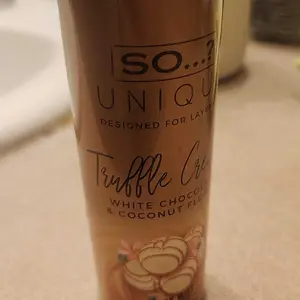 SO...?
UNIQU
DESIGNED FOR LAY
Truffle Cre
WHITE CHOCOL
& COCONUT FL